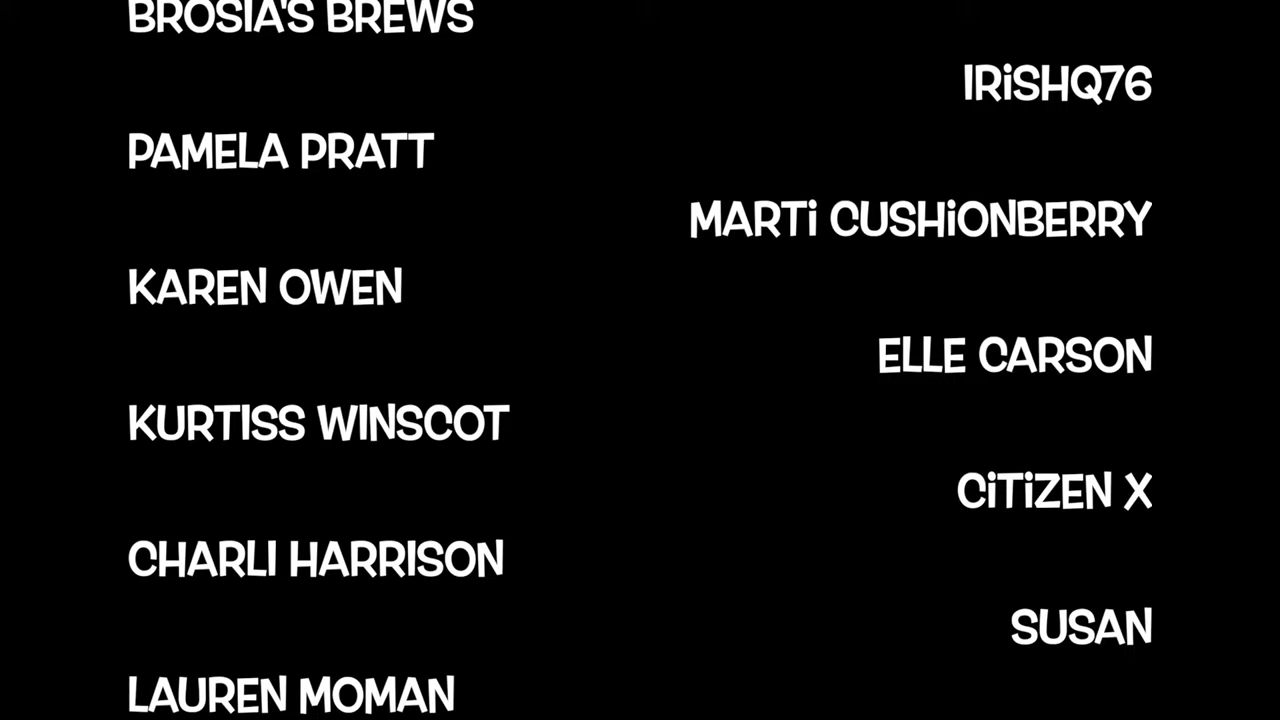 BROSIA'S BREWS
IRiSHQ76
PAMELA PRATT
MARTi CUSHiONBERRY
KAREN OWEN
ELLE CARSON
KURTISS WINSCOT
CiTiZEN X
CHARLI HARRISON
SUSAN
LAUREN MOMAN